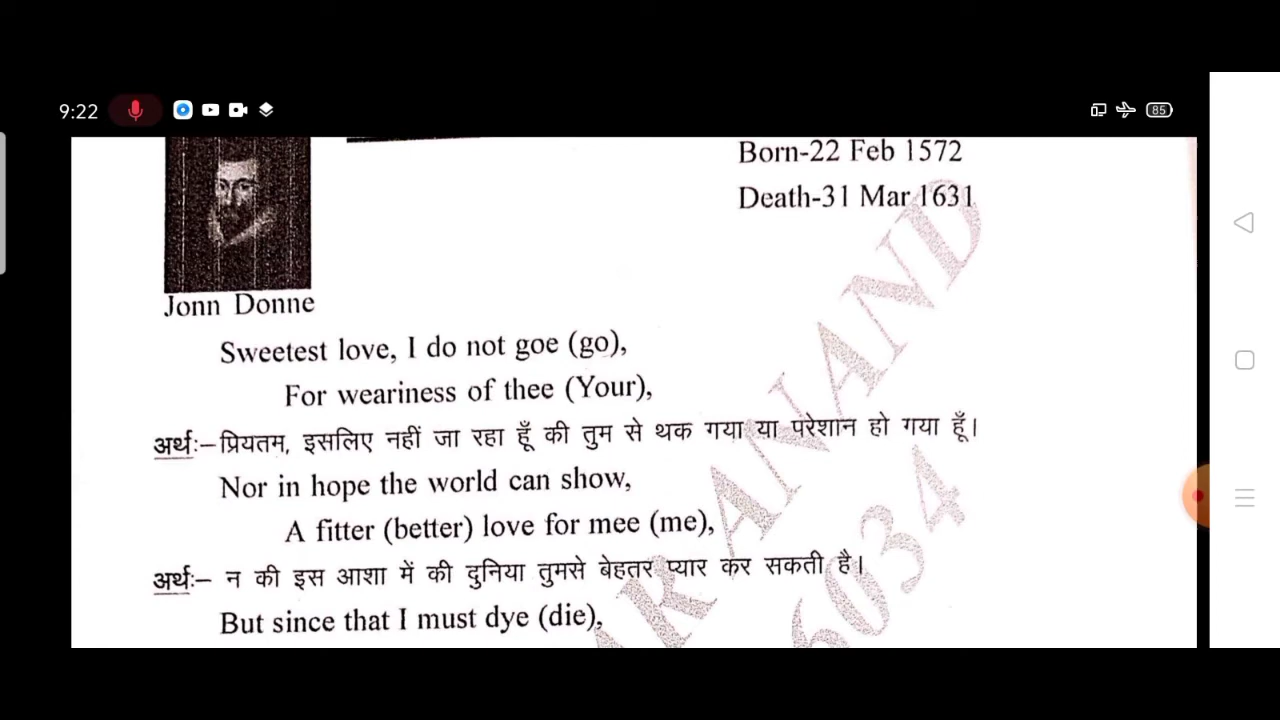 9:22
85
Born-22 Feb 1572
Death-31 Mar 1631
Jonn Donne
Sweetest love, I do not goe (go),
For weariness of thee (Your),
अर्थः– प्रियतम, इसलिए नहीं जा रहा हूँ की तुम से थक गया या परेशान हो गया हूँ।
Nor in hope the world can show,
A fitter (better) love for mee (me),
अर्थः– न की इस आशा में की दुनिया तुमसे बेहतर प्यार कर सकती है।
But since that I must dye (die),
ANAND
6034